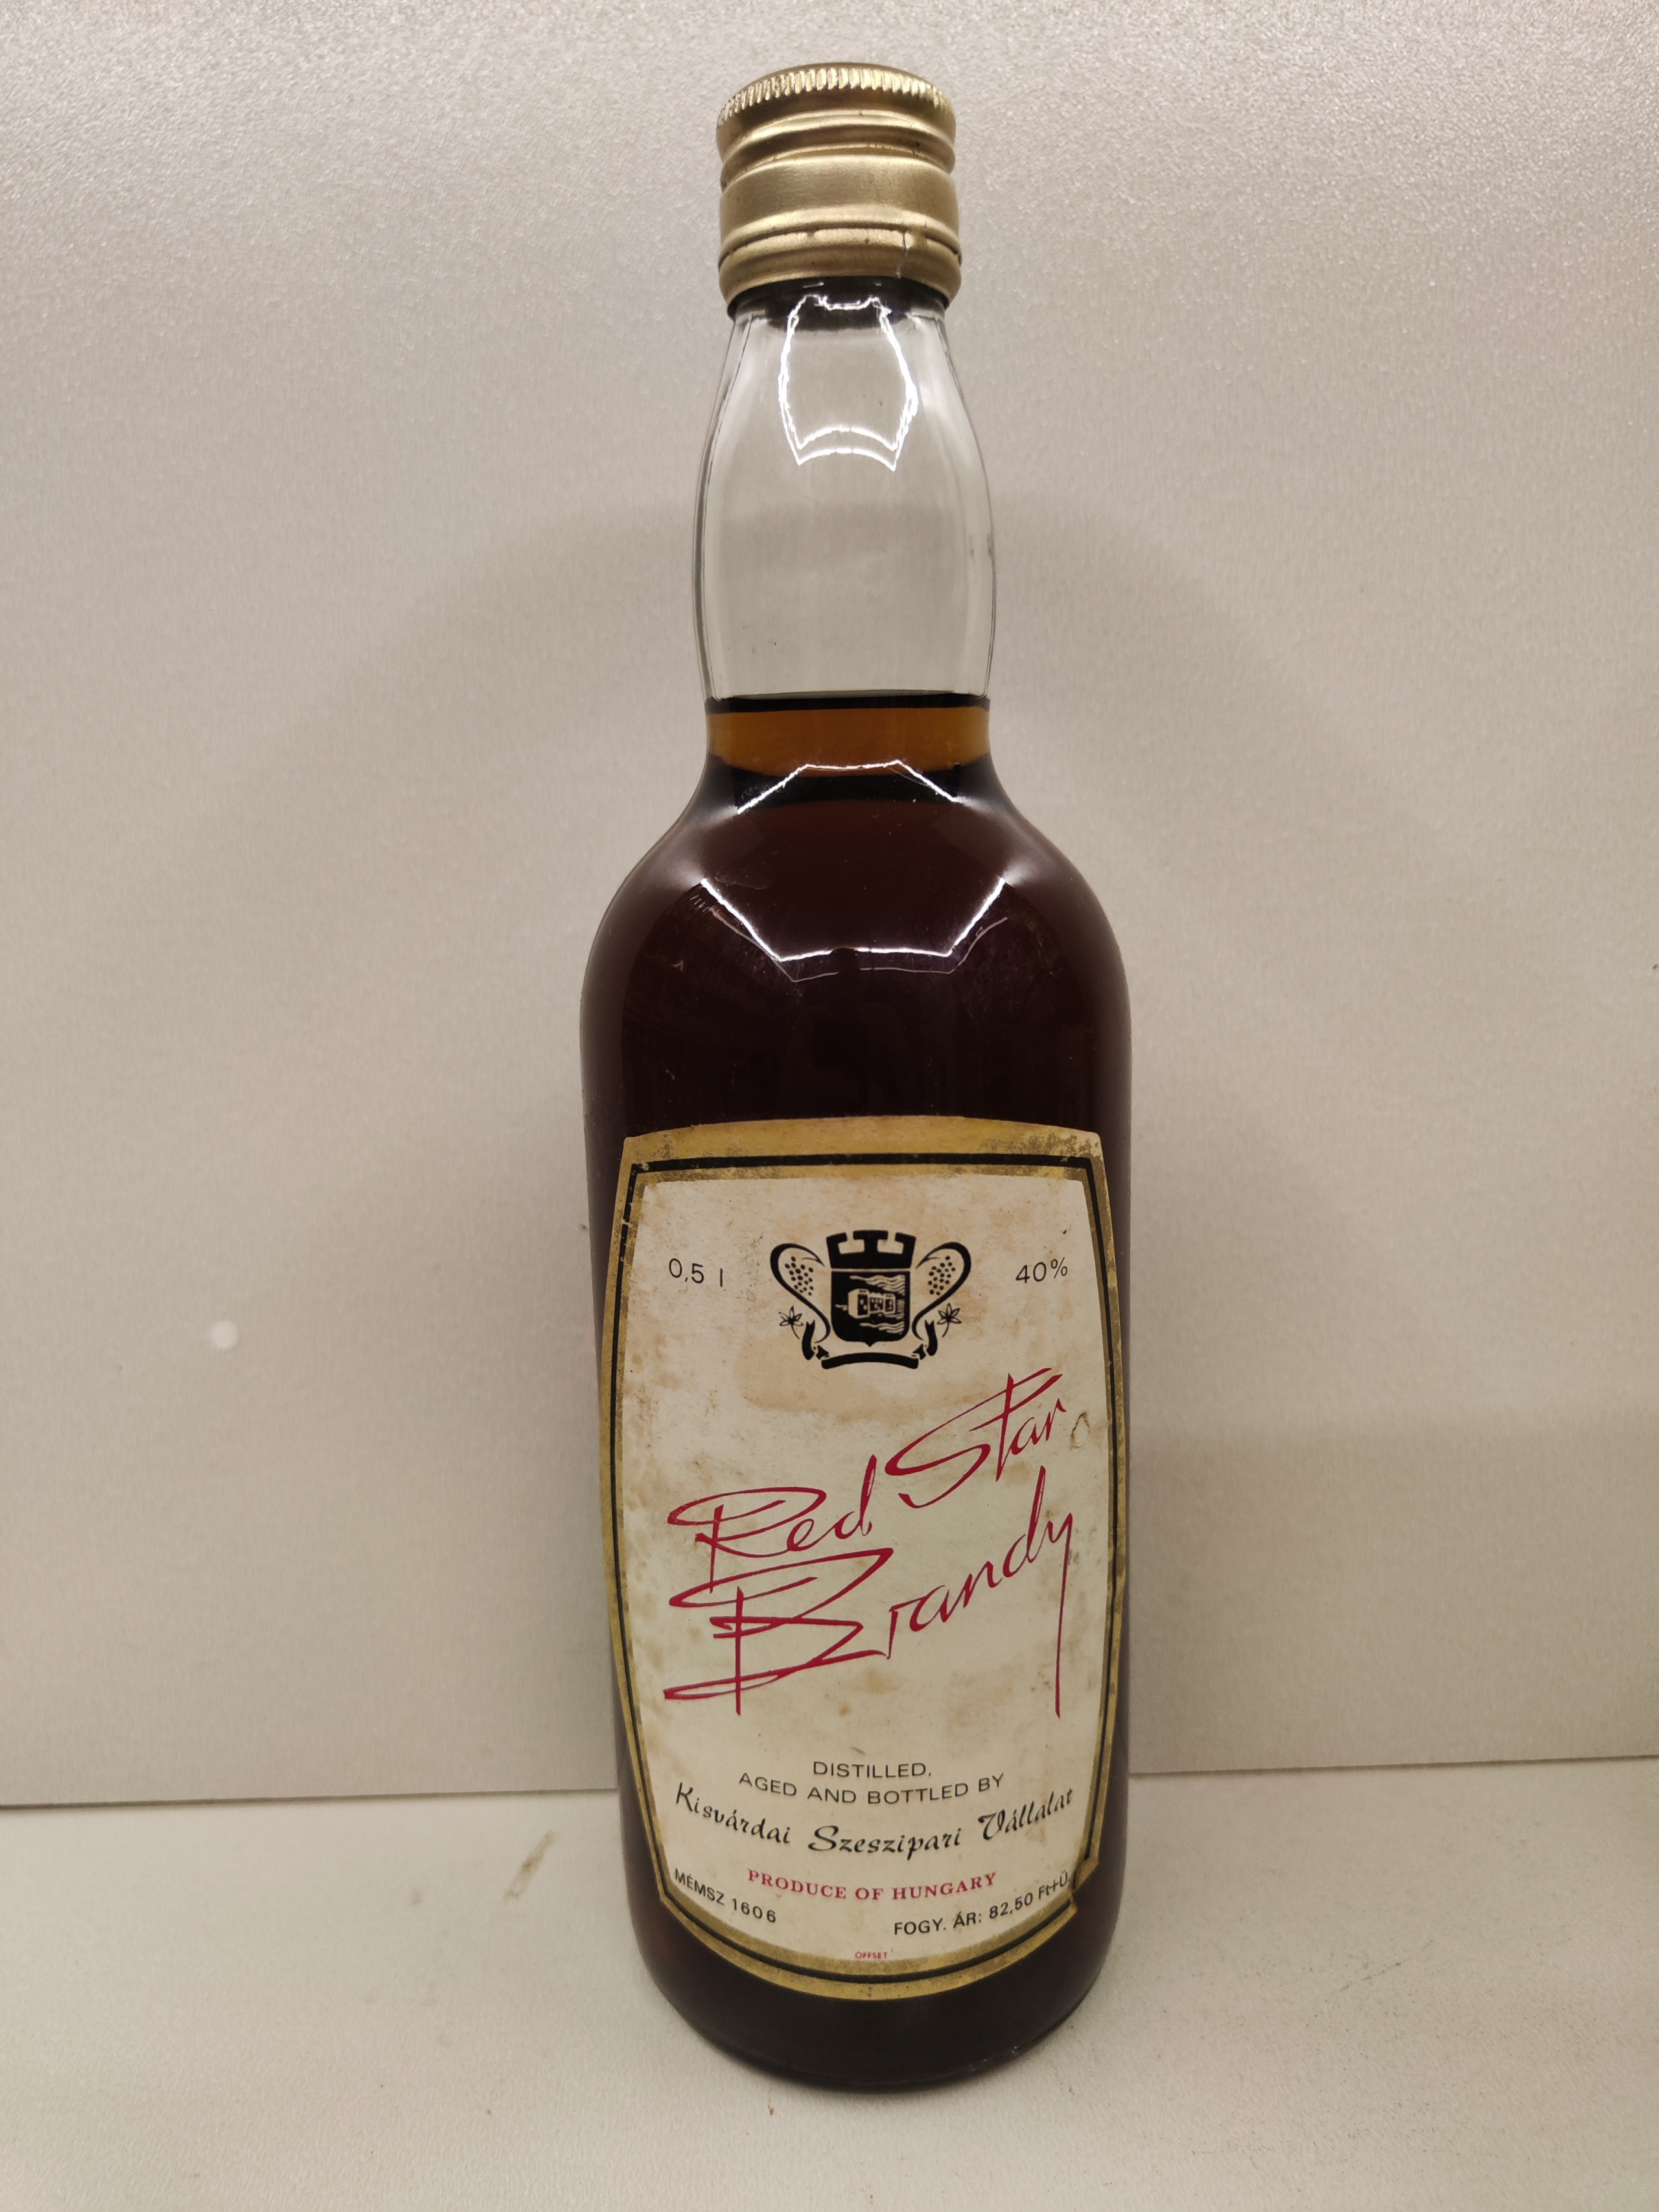 0,5 l
40%
Red Star
Brandy
DISTILLED,
AGED AND BOTTLED BY
Kisvárdai Szeszipari Vállalat
PRODUCE OF HUNGARY
MÉMSZ 1606
FOGY. ÁR: 82,50 Ft+Ü.
OFFSET